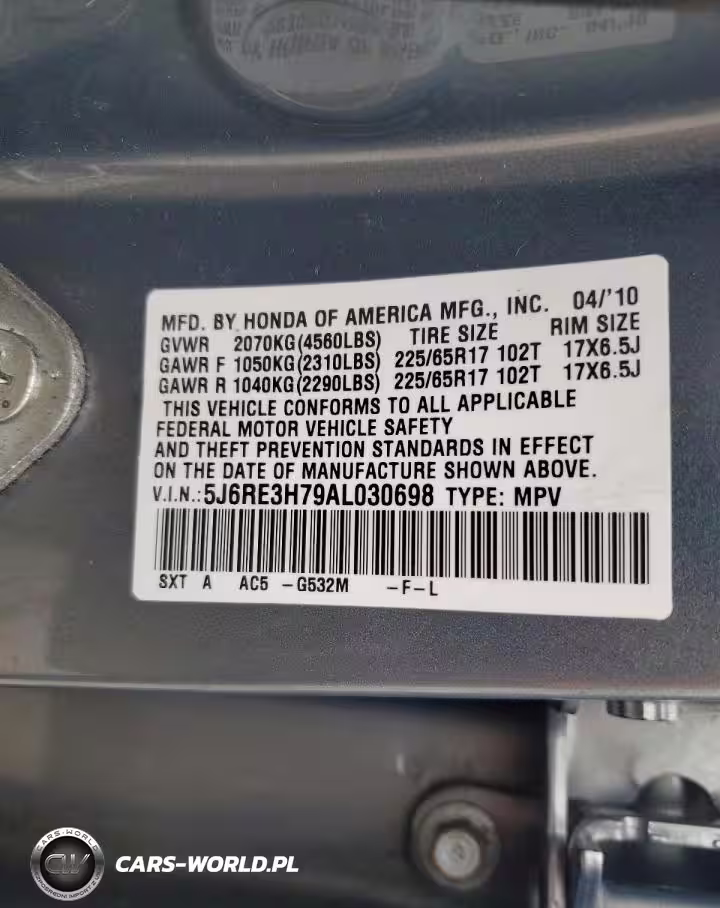 MFD. BY HONDA OF AMERICA MFG., INC. 04/'10
GVWR 2070KG(4560LBS) TIRE SIZE RIM SIZE
GAWR F 1050KG(2310LBS) 225/65R17 102T 17X6.5J
GAWR R 1040KG(2290LBS) 225/65R17 102T 17X6.5J
THIS VEHICLE CONFORMS TO ALL APPLICABLE
FEDERAL MOTOR VEHICLE SAFETY
AND THEFT PREVENTION STANDARDS IN EFFECT
ON THE DATE OF MANUFACTURE SHOWN ABOVE.
V.I.N.: 5J6RE3H79AL030698 TYPE: MPV
SXT A AC5 -G532M -F-L
CARS-WORLD
CW
CARS-WORLD.PL